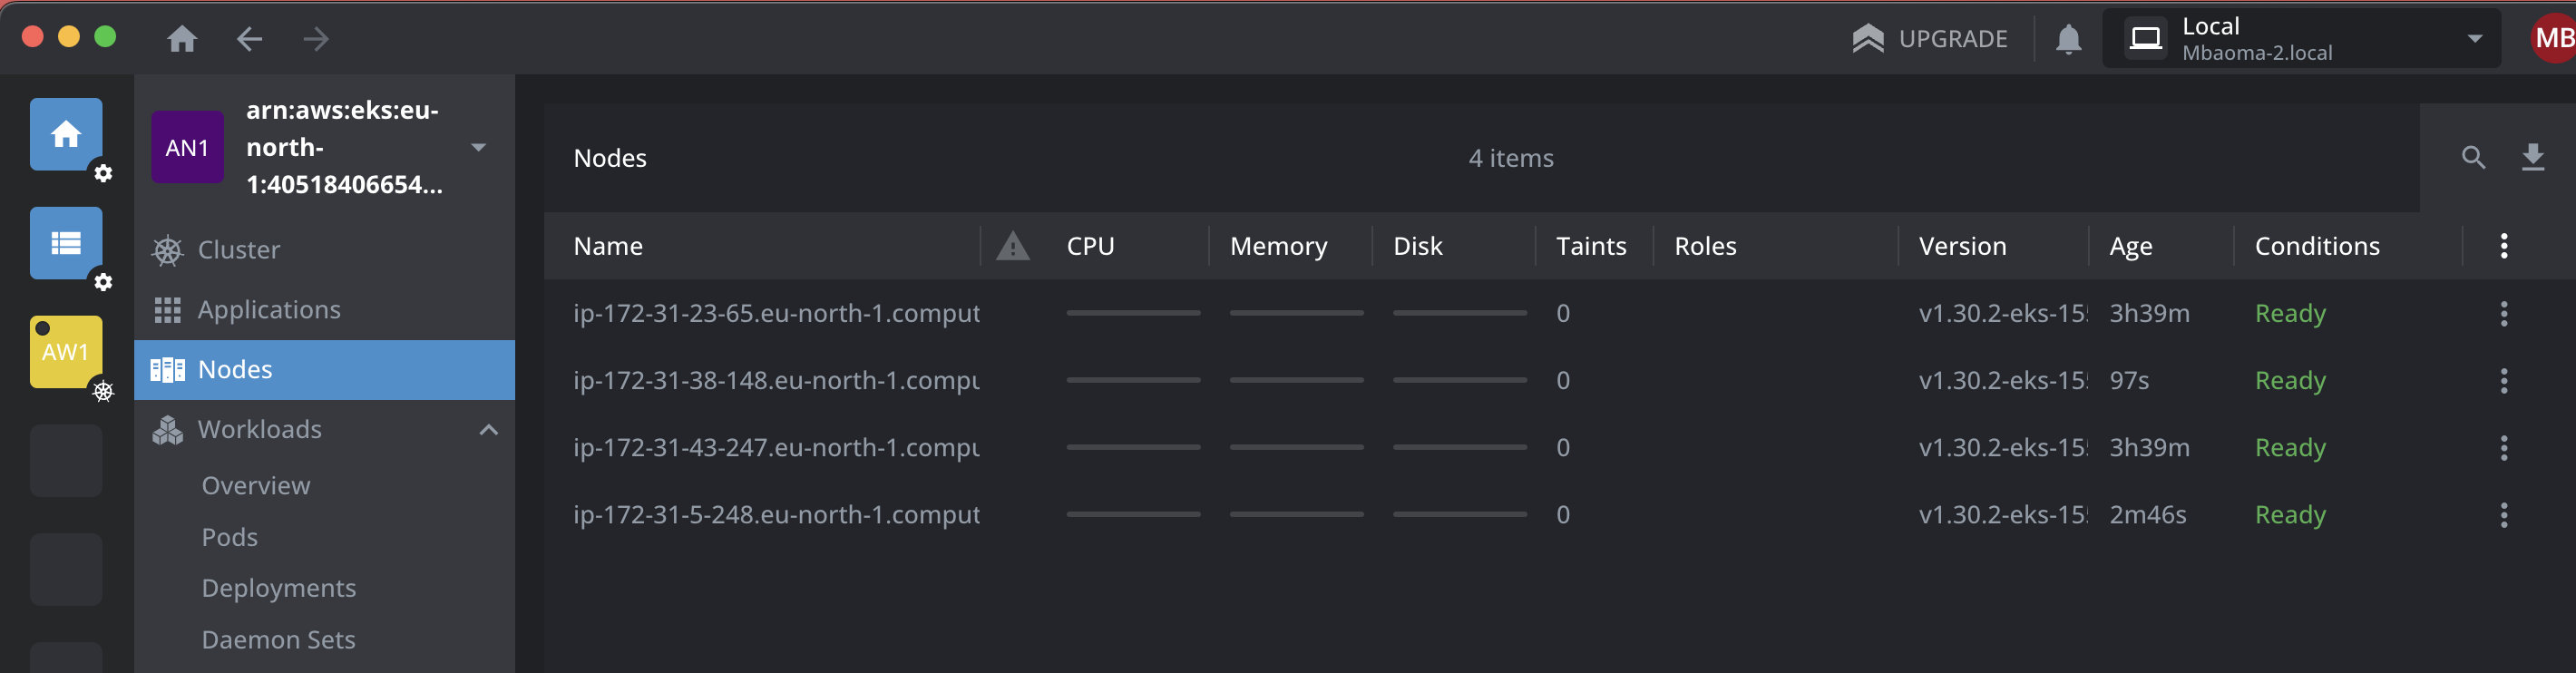 UPGRADE
Local
Mbaoma-2.local
MB
AN1
arn:aws:eks:eu-
north-
1:40518406654...
AW1
Cluster
Applications
Nodes
Workloads
Overview
Pods
Deployments
Daemon Sets
Nodes 4 items
Name CPU Memory Disk Taints Roles Version Age Conditions
ip-172-31-23-65.eu-north-1.comput 0 v1.30.2-eks-15 3h39m Ready
ip-172-31-38-148.eu-north-1.compu 0 v1.30.2-eks-15 97s Ready
ip-172-31-43-247.eu-north-1.compu 0 v1.30.2-eks-15 3h39m Ready
ip-172-31-5-248.eu-north-1.comput 0 v1.30.2-eks-15 2m46s Ready